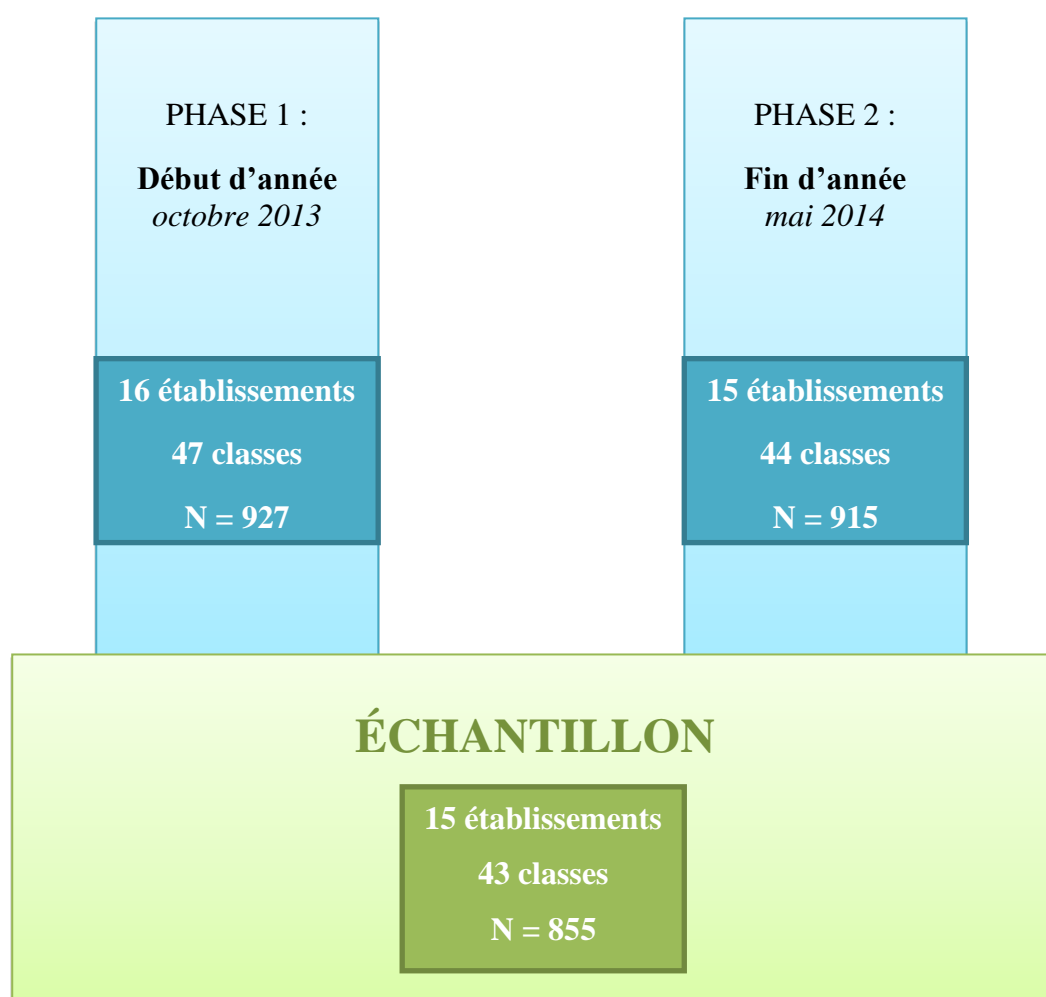 PHASE 1 :
Début d’année
octobre 2013
16 établissements
47 classes
N = 927
PHASE 2 :
Fin d’année
mai 2014
15 établissements
44 classes
N = 915
ÉCHANTILLON
15 établissements
43 classes
N = 855